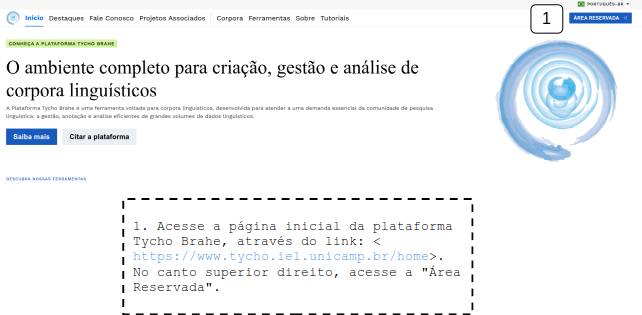 PORTUGUÊS-BR
Início Destaques Fale Conosco Projetos Associados Corpora Ferramentas Sobre Tutoriais
1
ÁREA RESERVADA
CONHEÇA A PLATAFORMA TYCHO BRAHE
O ambiente completo para criação, gestão e análise de
corpora linguísticos
A Plataforma Tycho Brahe é uma ferramenta voltada para corpora linguísticos, desenvolvida para atender a uma demanda essencial da comunidade de pesquisa
linguística: a gestão, anotação e análise eficientes de grandes volumes de dados linguísticos.
Saiba mais Citar a plataforma
DESCUBRA NOSSAS FERRAMENTAS
1. Acesse a página inicial da plataforma
Tycho Brahe, através do link: <
https://www.tycho.iel.unicamp.br/home>.
No canto superior direito, acesse a "Área
Reservada".